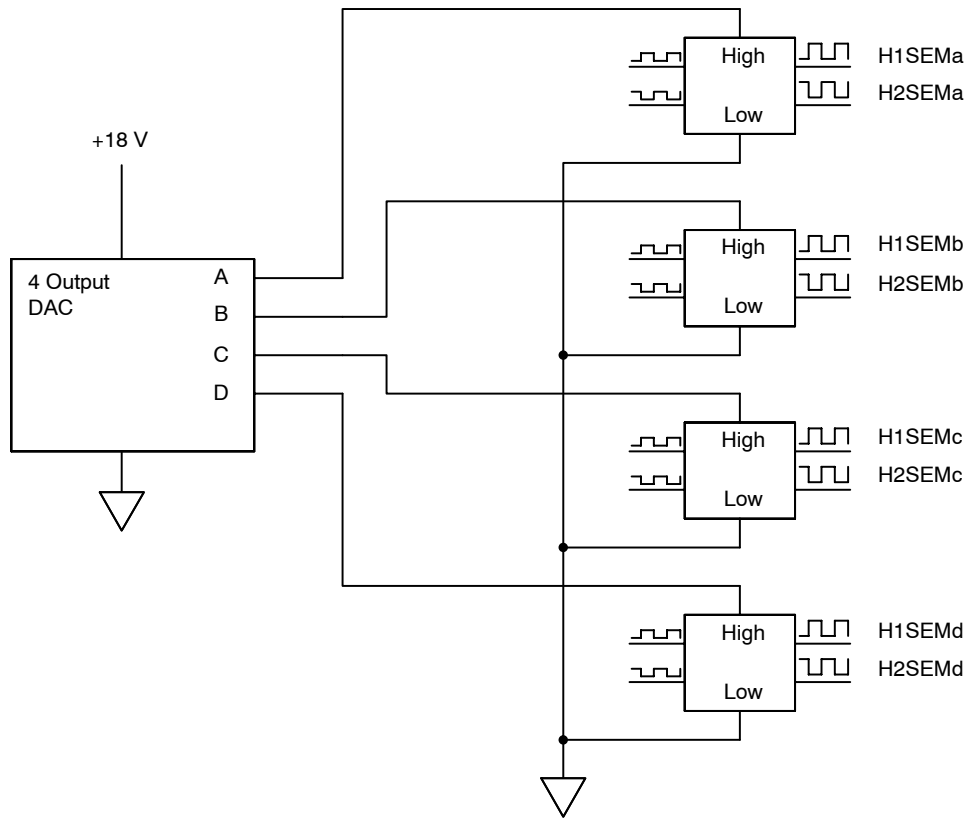 +18 V
4 Output
DAC
A
B
C
D
High
Low
H1SEMa
H2SEMa
High
Low
H1SEMb
H2SEMb
High
Low
H1SEMc
H2SEMc
High
Low
H1SEMd
H2SEMd